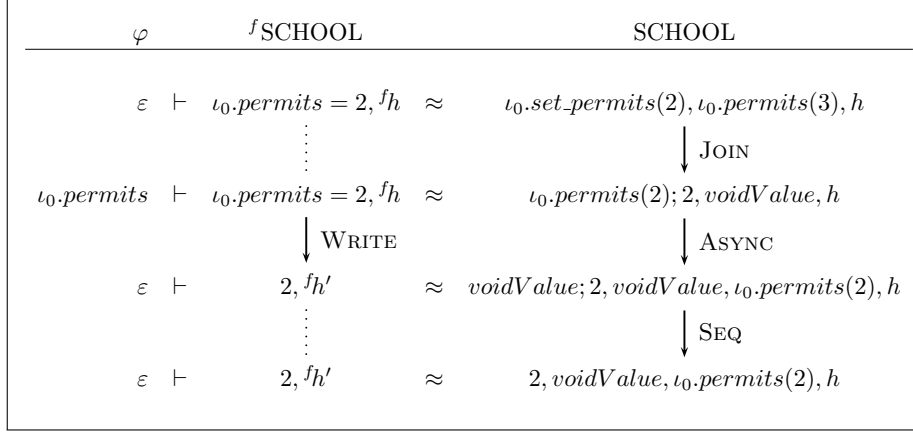 φ ᶠSCHOOL SCHOOL
ε ⊢ ι₀.permits = 2, ᶠh ≈ ι₀.set_permits(2), ι₀.permits(3), h
JOIN
ι₀.permits ⊢ ι₀.permits = 2, ᶠh ≈ ι₀.permits(2); 2, voidValue, h
WRITE ASYNC
ε ⊢ 2, ᶠh′ ≈ voidValue; 2, voidValue, ι₀.permits(2), h
SEQ
ε ⊢ 2, ᶠh′ ≈ 2, voidValue, ι₀.permits(2), h